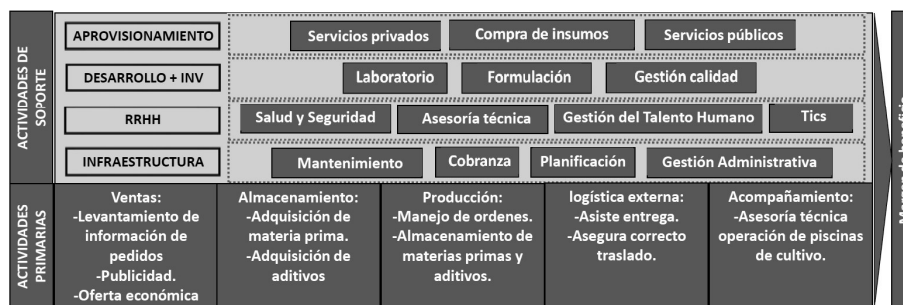 ACTIVIDADES DE
SOPORTE
APROVISIONAMIENTO
Servicios privados
Compra de insumos
Servicios públicos
DESARROLLO + INV
Laboratorio
Formulación
Gestión calidad
RRHH
Salud y Seguridad
Asesoría técnica
Gestión del Talento Humano
Tics
INFRAESTRUCTURA
Mantenimiento
Cobranza
Planificación
Gestión Administrativa
ACTIVIDADES
PRIMARIAS
Ventas:
-Levantamiento de
información de
pedidos
-Publicidad.
-Oferta económica
Almacenamiento:
-Adquisición de
materia prima.
-Adquisición de
aditivos
Producción:
-Manejo de ordenes.
-Almacenamiento de
materias primas y
aditivos.
logística externa:
-Asiste entrega.
-Asegura correcto
traslado.
Acompañamiento:
-Asesoría técnica
operación de piscinas
de cultivo.